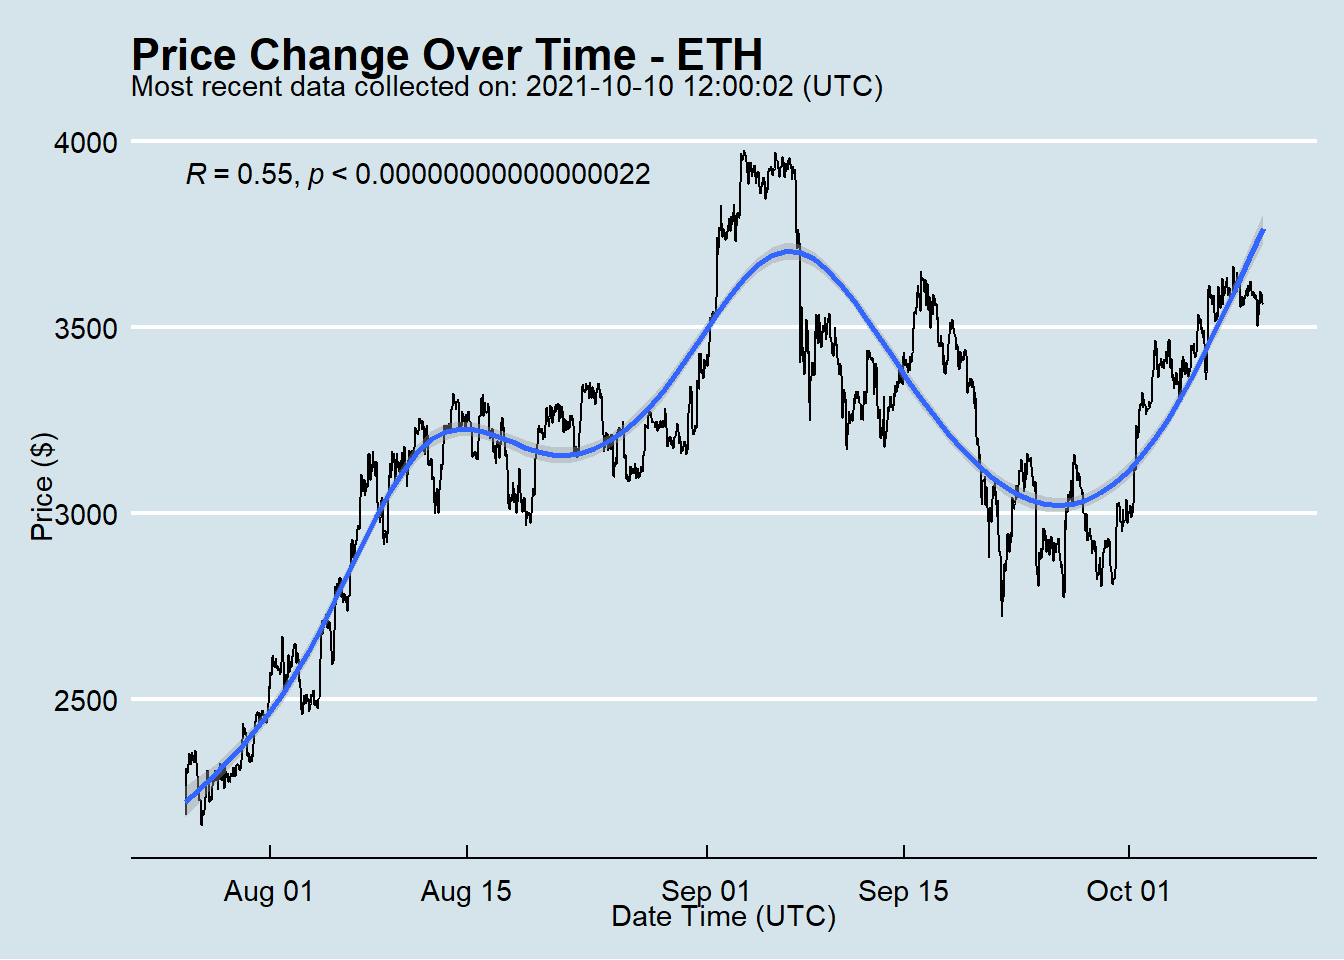 Price Change Over Time - ETH
Most recent data collected on: 2021-10-10 12:00:02 (UTC)
4000
R = 0.55, p < 0.00000000000000022
3500
Price ($)
3000
2500
Aug 01 Aug 15 Sep 01 Sep 15 Oct 01
Date Time (UTC)